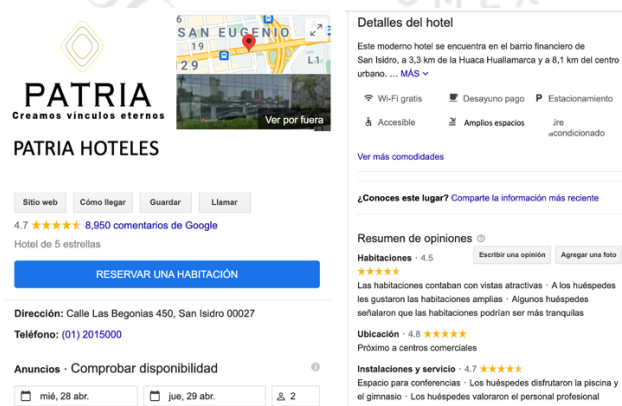 SAN EUGENIO
19
29
L1
Ver por fuera
PATRIA
Creamos vínculos eternos
PATRIA HOTELES
Sitio web
Cómo llegar
Guardar
Llamar
4.7 8,950 comentarios de Google
Hotel de 5 estrellas
RESERVAR UNA HABITACIÓN
Dirección: Calle Las Begonias 450, San Isidro 00027
Teléfono: (01) 2015000
Anuncios · Comprobar disponibilidad
mié, 28 abr.
jue, 29 abr.
2
Detalles del hotel
Este moderno hotel se encuentra en el barrio financiero de
San Isidro, a 3,3 km de la Huaca Huallamarca y a 8,1 km del centro
urbano. ... MÁS
Wi-Fi gratis
Desayuno pago
P Estacionamiento
Accesible
Amplios espacios
ire
acondicionado
Ver más comodidades
¿Conoces este lugar? Comparte la información más reciente
Resumen de opiniones
Habitaciones · 4.5
Escribir una opinión
Agregar una foto
Las habitaciones contaban con vistas atractivas · A los huéspedes
les gustaron las habitaciones amplias · Algunos huéspedes
señalaron que las habitaciones podrían ser más tranquilas
Ubicación · 4.8
Próximo a centros comerciales
Instalaciones y servicio · 4.7
Espacio para conferencias · Los huéspedes disfrutaron la piscina y
el gimnasio · Los huéspedes valoraron el personal profesional